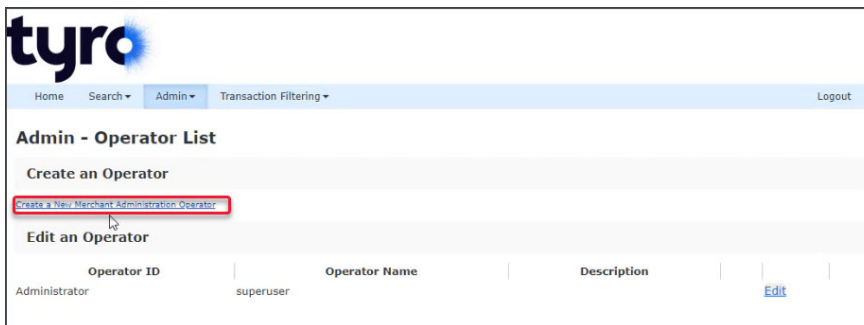 tyro
Home Search Admin Transaction Filtering Logout
Admin - Operator List
Create an Operator
Create a New Merchant Administration Operator
Edit an Operator
Operator ID Operator Name Description
Administrator superuser Edit